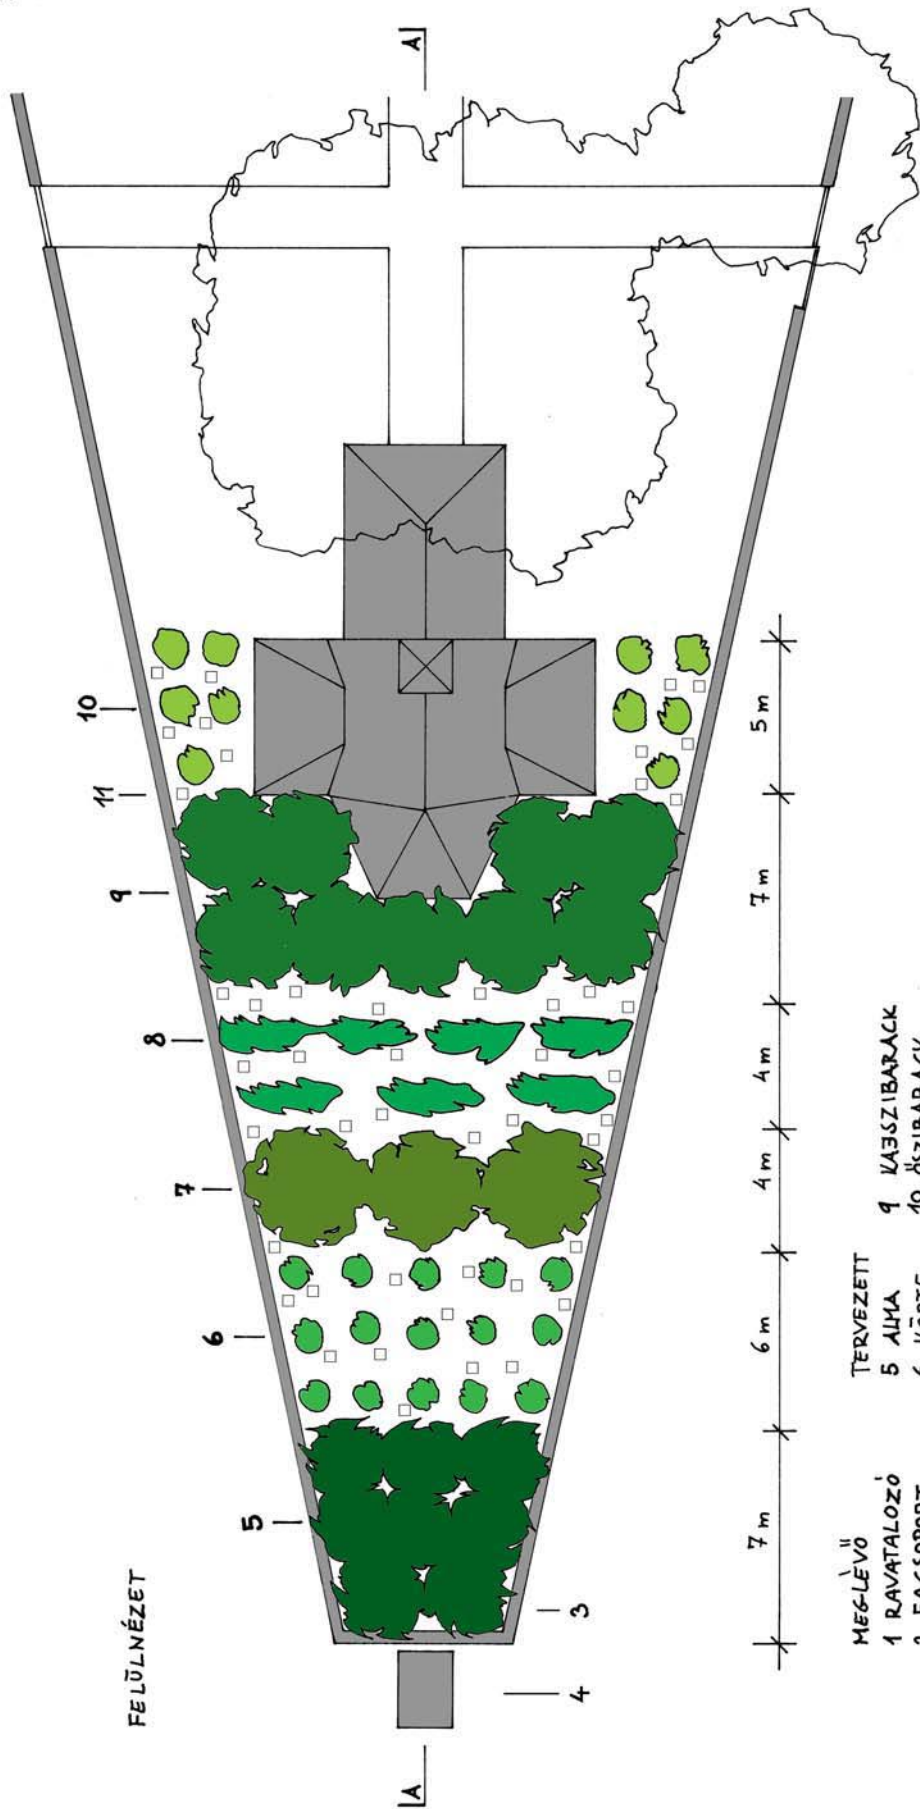 FELÜLNÉZET
A
A
3
4
5
6
7
8
9
10
11
7 m
6 m
4 m
4 m
7 m
5 m
MEGLÉVŐ
1 RAVATALOZÓ
TERVEZETT
5 ALMA
9 KAJSZIBARACK